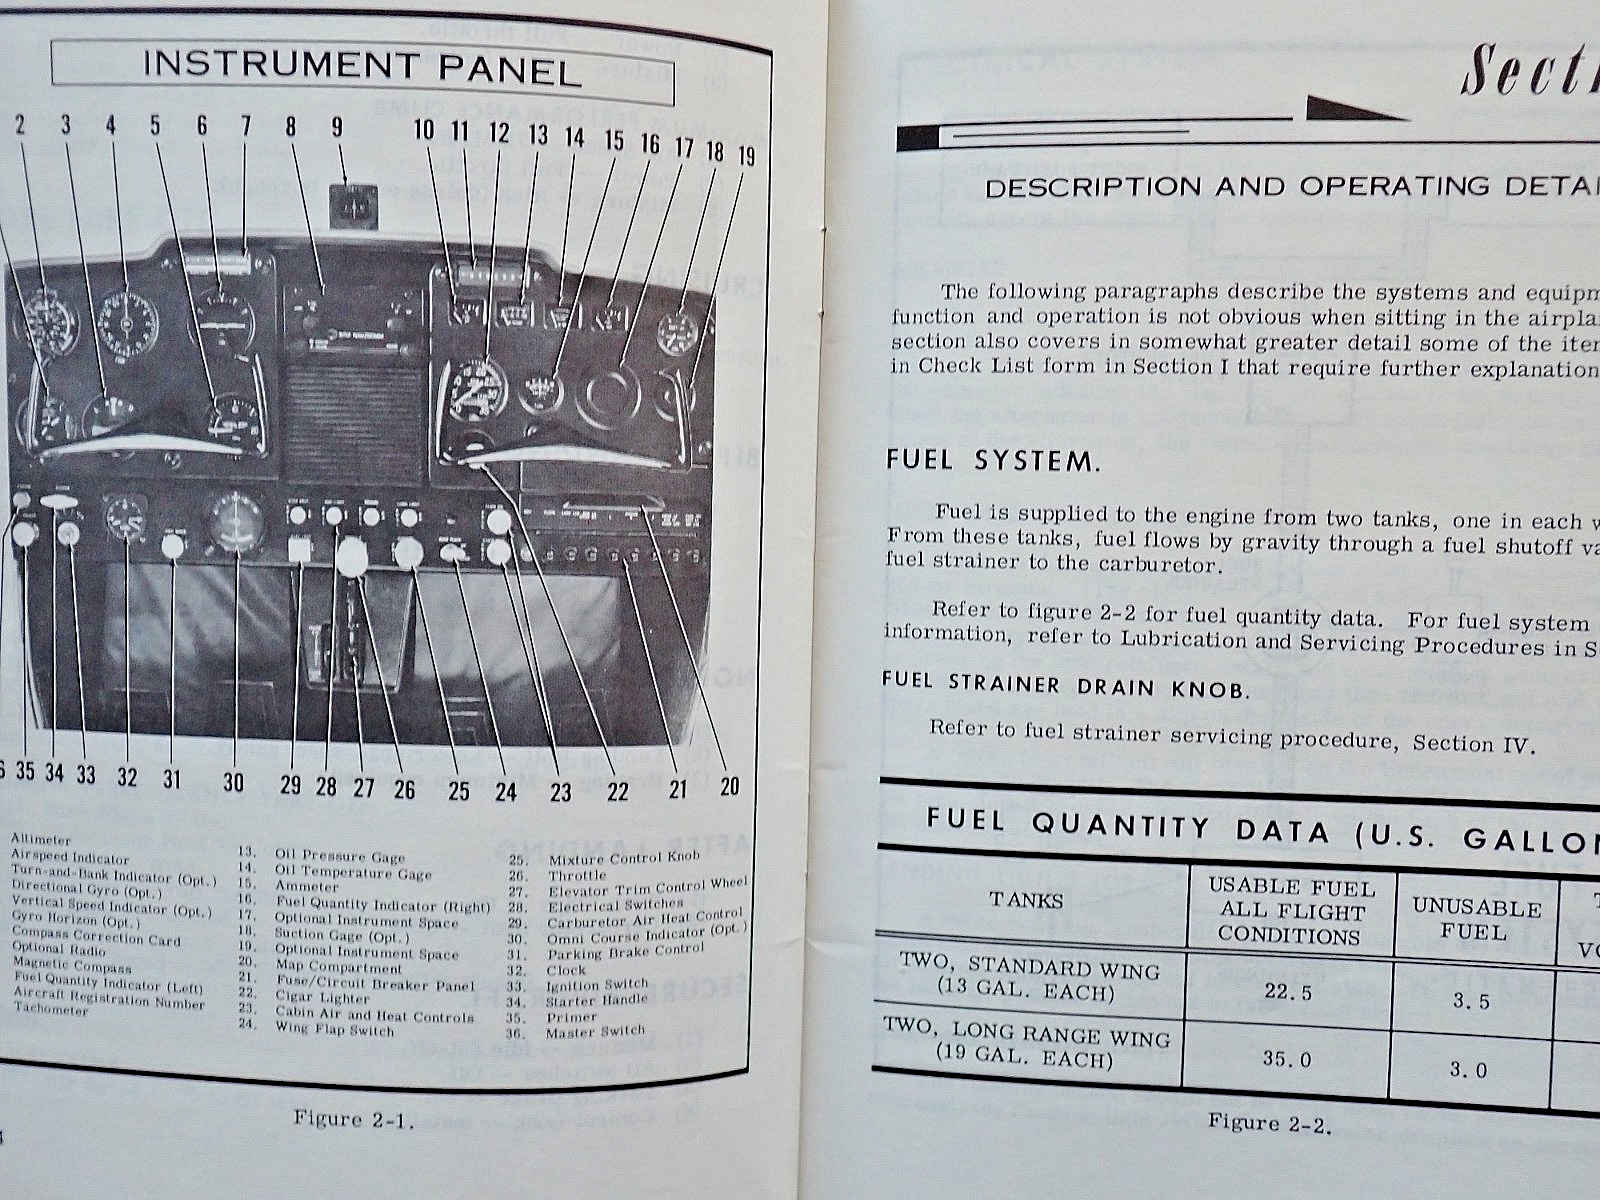 INSTRUMENT PANEL
2 3 4 5 6 7 8 9 10 11 12 13 14 15 16 17 18 19
35 34 33 32 31 30 29 28 27 26 25 24 23 22 21 20
Altimeter
Airspeed Indicator
Turn-and-Bank Indicator (Opt.)
Directional Gyro (Opt.)
Vertical Speed Indicator (Opt.)
Gyro Horizon (Opt.)
Compass Correction Card
Optional Radio
Magnetic Compass
Fuel Quantity Indicator (Left)
Aircraft Registration Number
Tachometer
13. Oil Pressure Gage
14. Oil Temperature Gage
15. Ammeter
16. Fuel Quantity Indicator (Right)
17. Optional Instrument Space
18. Suction Gage (Opt.)
19. Optional Instrument Space
20. Map Compartment
21. Fuse/Circuit Breaker Panel
22. Cigar Lighter
23. Cabin Air and Heat Controls
24. Wing Flap Switch
25. Mixture Control Knob
26. Throttle
27. Elevator Trim Control Wheel
28. Electrical Switches
29. Carburetor Air Heat Control
30. Omni Course Indicator (Opt.)
31. Parking Brake Control
32. Clock
33. Ignition Switch
34. Starter Handle
35. Primer
36. Master Switch
Figure 2-1.
Secti
DESCRIPTION AND OPERATING DETAI
The following paragraphs describe the systems and equipm
function and operation is not obvious when sitting in the airpla
section also covers in somewhat greater detail some of the ite
in Check List form in Section I that require further explanation
FUEL SYSTEM.
Fuel is supplied to the engine from two tanks, one in each w
From these tanks, fuel flows by gravity through a fuel shutoff va
fuel strainer to the carburetor.
Refer to figure 2-2 for fuel quantity data. For fuel system
information, refer to Lubrication and Servicing Procedures in S
FUEL STRAINER DRAIN KNOB.
Refer to fuel strainer servicing procedure, Section IV.
FUEL QUANTITY DATA (U.S. GALLON
TANKS
USABLE FUEL
ALL FLIGHT
CONDITIONS
UNUSABLE
FUEL
T
VO
TWO, STANDARD WING
(13 GAL. EACH)
22.5
3.5
TWO, LONG RANGE WING
(19 GAL. EACH)
35.0
3.0
Figure 2-2.